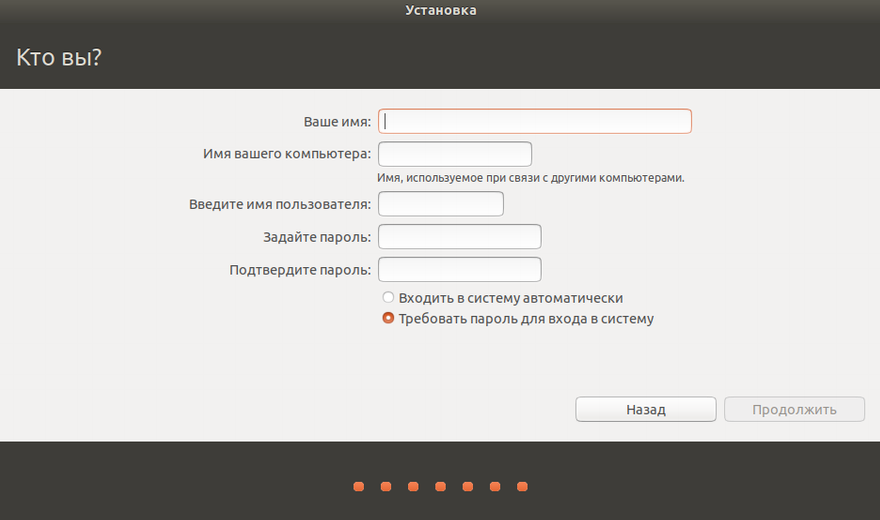 Установка
Кто вы?
Ваше имя:
Имя вашего компьютера:
Имя, используемое при связи с другими компьютерами.
Введите имя пользователя:
Задайте пароль:
Подтвердите пароль:
Входить в систему автоматически
Требовать пароль для входа в систему
Назад
Продолжить